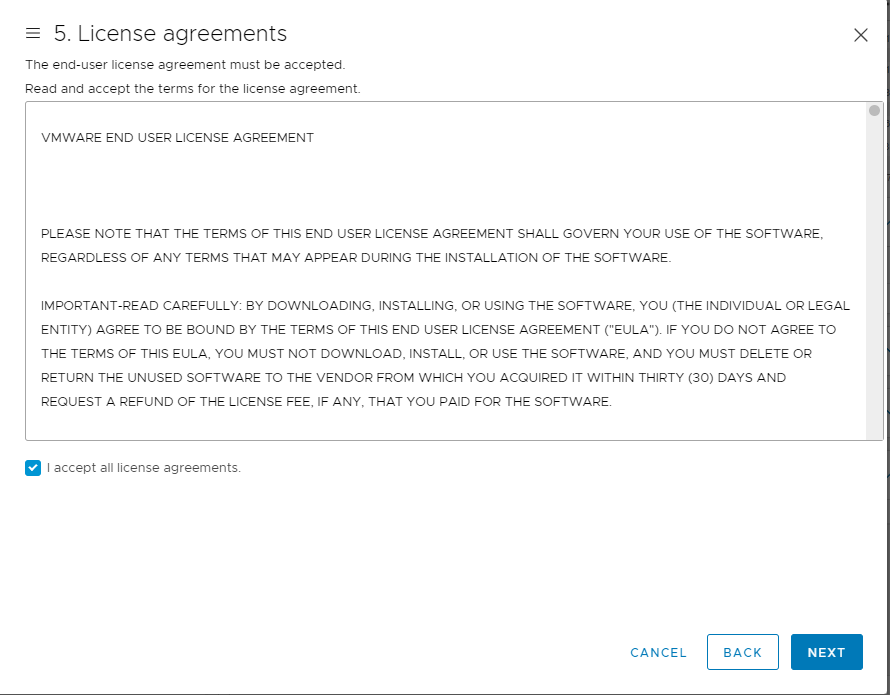 5. License agreements
The end-user license agreement must be accepted.
Read and accept the terms for the license agreement.
VMWARE END USER LICENSE AGREEMENT
PLEASE NOTE THAT THE TERMS OF THIS END USER LICENSE AGREEMENT SHALL GOVERN YOUR USE OF THE SOFTWARE,
REGARDLESS OF ANY TERMS THAT MAY APPEAR DURING THE INSTALLATION OF THE SOFTWARE.
IMPORTANT-READ CAREFULLY: BY DOWNLOADING, INSTALLING, OR USING THE SOFTWARE, YOU (THE INDIVIDUAL OR LEGAL
ENTITY) AGREE TO BE BOUND BY THE TERMS OF THIS END USER LICENSE AGREEMENT ("EULA"). IF YOU DO NOT AGREE TO
THE TERMS OF THIS EULA, YOU MUST NOT DOWNLOAD, INSTALL, OR USE THE SOFTWARE, AND YOU MUST DELETE OR
RETURN THE UNUSED SOFTWARE TO THE VENDOR FROM WHICH YOU ACQUIRED IT WITHIN THIRTY (30) DAYS AND
REQUEST A REFUND OF THE LICENSE FEE, IF ANY, THAT YOU PAID FOR THE SOFTWARE.
I accept all license agreements.
CANCEL BACK NEXT